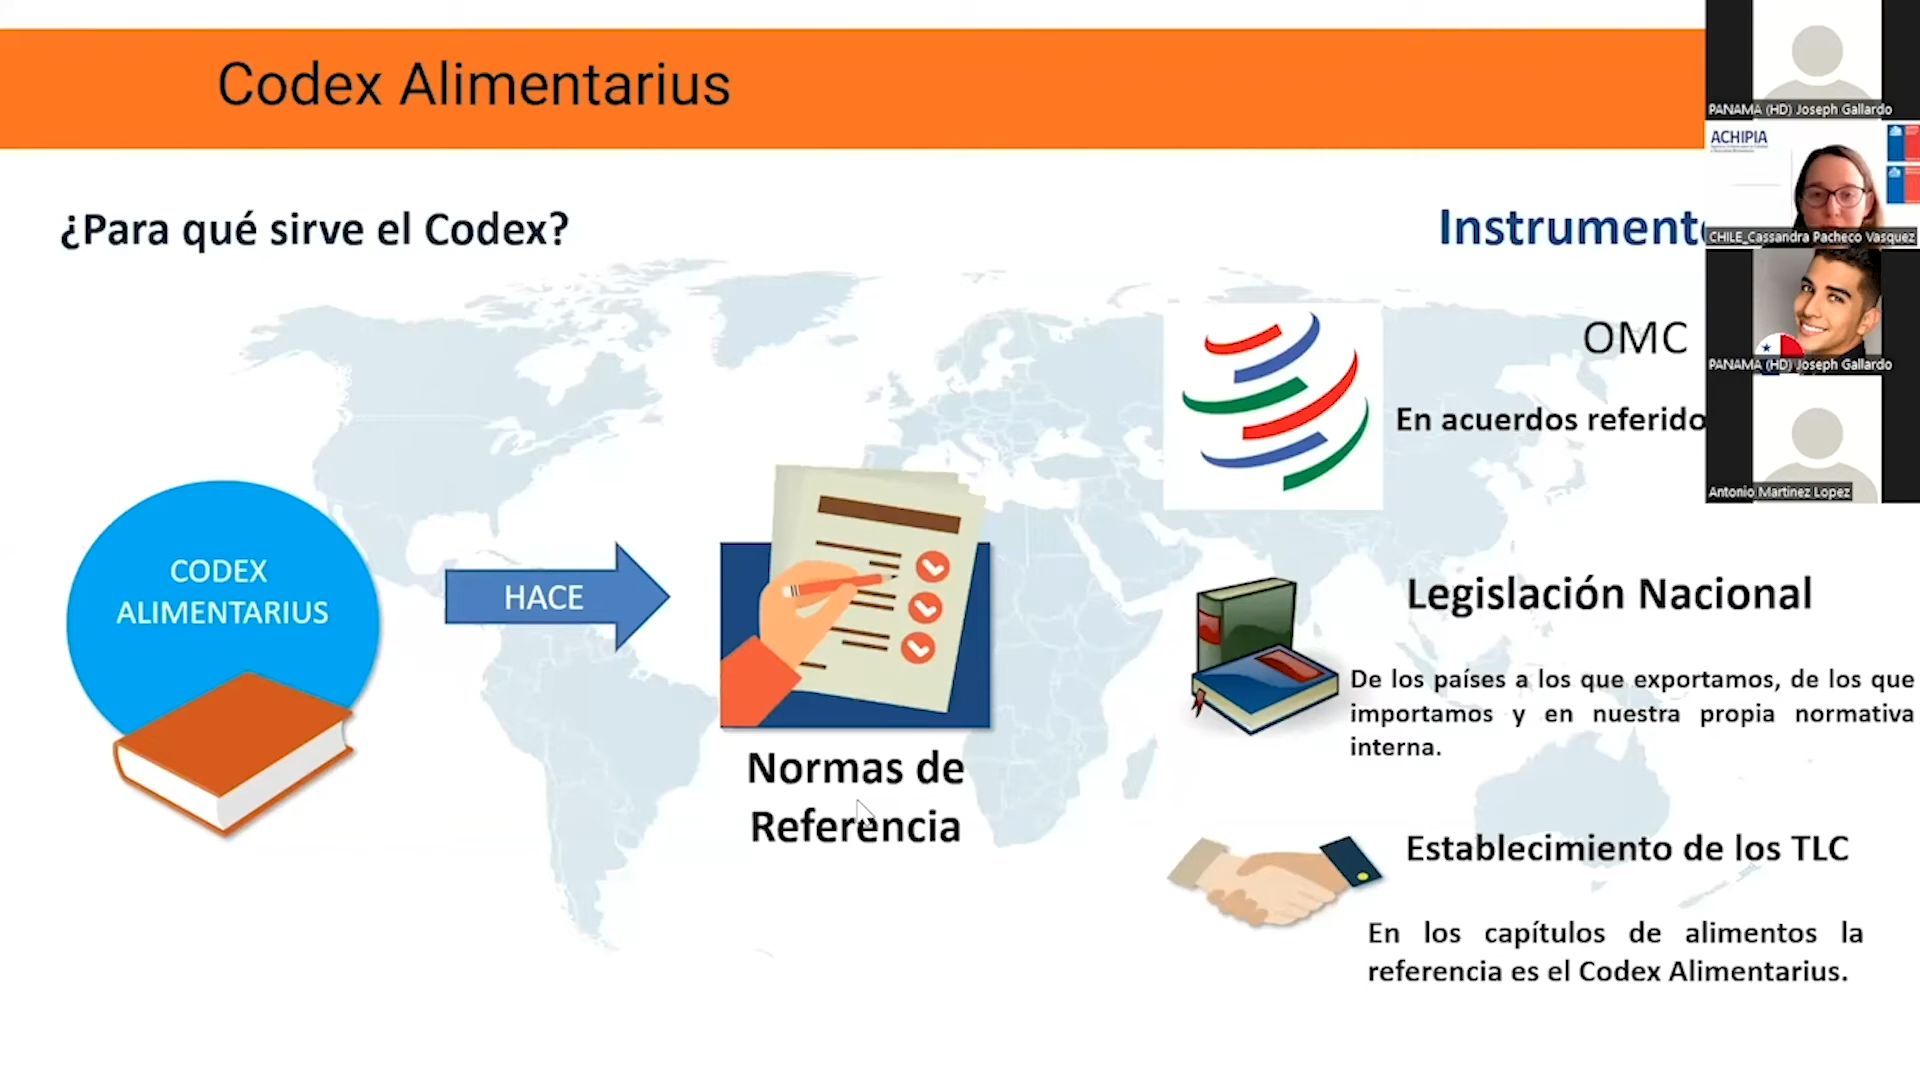 Codex Alimentarius
¿Para qué sirve el Codex?
CODEX
ALIMENTARIUS
HACE
Normas de
Referencia
OMC
En acuerdos
Legislación Nacional
De los países a los que exportamos, de los que
importamos y en nuestra propia normativa
interna.
Establecimiento de los TLC
En los capítulos de alimentos la
referencia es el Codex Alimentarius.
PANAMA (HD) Joseph Gallardo
ACHIPIA
CHILE_Cassandra Pacheco Vasquez
PANAMA (HD) Joseph Gallardo
Antonio Martinez Lopez